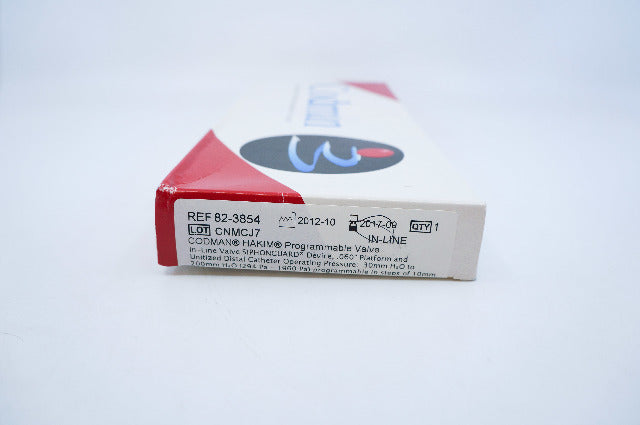 REF 82-3854 2012-10 2017-09 QTY 1
LOT CNMCJ7 IN-LINE
CODMAN® HAKIM® Programmable Valve
In-Line Valve SIPHONGUARD® Device, .060" Platform and
Unitized Distal Catheter Operating Pressure: 30mm H₂O to
200mm H₂O (294 Pa - 1960 Pa) programmable in steps of 10mm